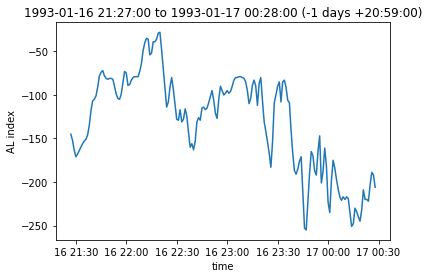 1993-01-16 21:27:00 to 1993-01-17 00:28:00 (-1 days +20:59:00)
−50
−100
−150
−200
−250
AL index
16 21:30 16 22:00 16 22:30 16 23:00 16 23:30 17 00:00 17 00:30
time